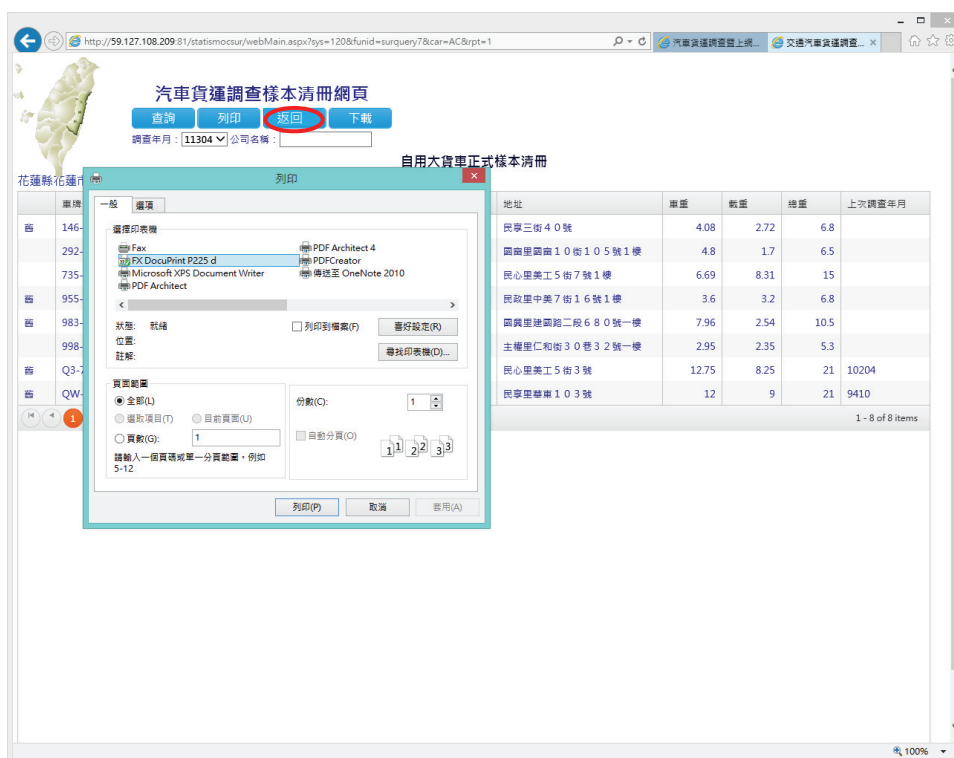 http://59.127.108.209:81/statismocsur/webMain.aspx?sys=120&funid=surquery7&car=AC&rpt=1
汽車貨運調查暨上網...
交通汽車貨運調查...
汽車貨運調查樣本清冊網頁
查詢 列印 返回 下載
調查年月：11304 公司名稱：
自用大貨車正式樣本清冊
花蓮縣花蓮市
車牌 地址 車重 載重 總重 上次調查年月
舊 146- 民享三街４０號 4.08 2.72 6.8
292- 國富里國富１０街１０５號１樓 4.8 1.7 6.5
735- 民心里美工５街７號１樓 6.69 8.31 15
舊 955- 民政里中美７街１６號１樓 3.6 3.2 6.8
舊 983- 國興里建國路二段６８０號一樓 7.96 2.54 10.5
998- 主權里仁和街３０巷３２號一樓 2.95 2.35 5.3
舊 Q3-7 民心里美工５街３號 12.75 8.25 21 10204
舊 QW- 民享里華東１０３號 12 9 21 9410
1
1 - 8 of 8 items
列印
一般 選項
選擇印表機
Fax
FX DocuPrint P225 d
Microsoft XPS Document Writer
PDF Architect
PDF Architect 4
PDFCreator
傳送至 OneNote 2010
狀態: 就緒
位置:
註解:
列印到檔案(F)
喜好設定(R)
尋找印表機(D)...
頁面範圍
全部(L)
選取項目(T) 目前頁面(U)
頁數(G): 1
請輸入一個頁碼或單一分頁範圍，例如
5-12
份數(C): 1
自動分頁(O)
11 22 33
列印(P) 取消 套用(A)
100%